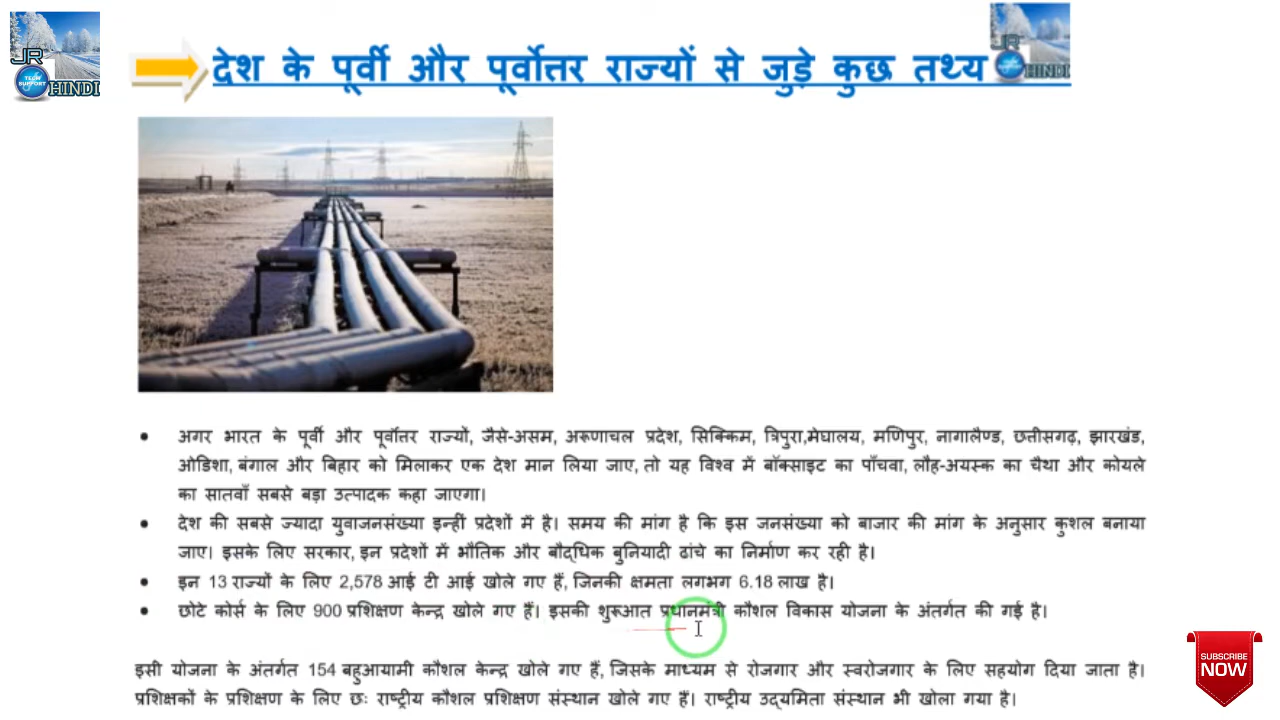 JR
TECH
SUPPORT
HINDI
देश के पूर्वी और पूर्वोत्तर राज्यों से जुड़े कुछ तथ्य
JR
HINDI
• अगर भारत के पूर्वी और पूर्वोत्तर राज्यों, जैसे-असम, अरूणाचल प्रदेश, सिक्किम, त्रिपुरा,मेघालय, मणिपुर, नागालैण्ड, छत्तीसगढ़, झारखंड,
ओडिशा, बंगाल और बिहार को मिलाकर एक देश मान लिया जाए, तो यह विश्व में बॉक्साइट का पाँचवा, लौह-अयस्क का चैथा और कोयले
का सातवाँ सबसे बड़ा उत्पादक कहा जाएगा।
• देश की सबसे ज्यादा युवाजनसंख्या इन्हीं प्रदेशों में है। समय की मांग है कि इस जनसंख्या को बाजार की मांग के अनुसार कुशल बनाया
जाए। इसके लिए सरकार, इन प्रदेशों में भौतिक और बौद्धिक बुनियादी ढांचे का निर्माण कर रही है।
• इन 13 राज्यों के लिए 2,578 आई टी आई खोले गए हैं, जिनकी क्षमता लगभग 6.18 लाख है।
• छोटे कोर्स के लिए 900 प्रशिक्षण केन्द्र खोले गए हैं। इसकी शुरूआत प्रधानमंत्री कौशल विकास योजना के अंतर्गत की गई है।
इसी योजना के अंतर्गत 154 बहुआयामी कौशल केन्द्र खोले गए हैं, जिसके माध्यम से रोजगार और स्वरोजगार के लिए सहयोग दिया जाता है।
प्रशिक्षकों के प्रशिक्षण के लिए छः राष्ट्रीय कौशल प्रशिक्षण संस्थान खोले गए हैं। राष्ट्रीय उद्यमिता संस्थान भी खोला गया है।
SUBSCRIBE
NOW